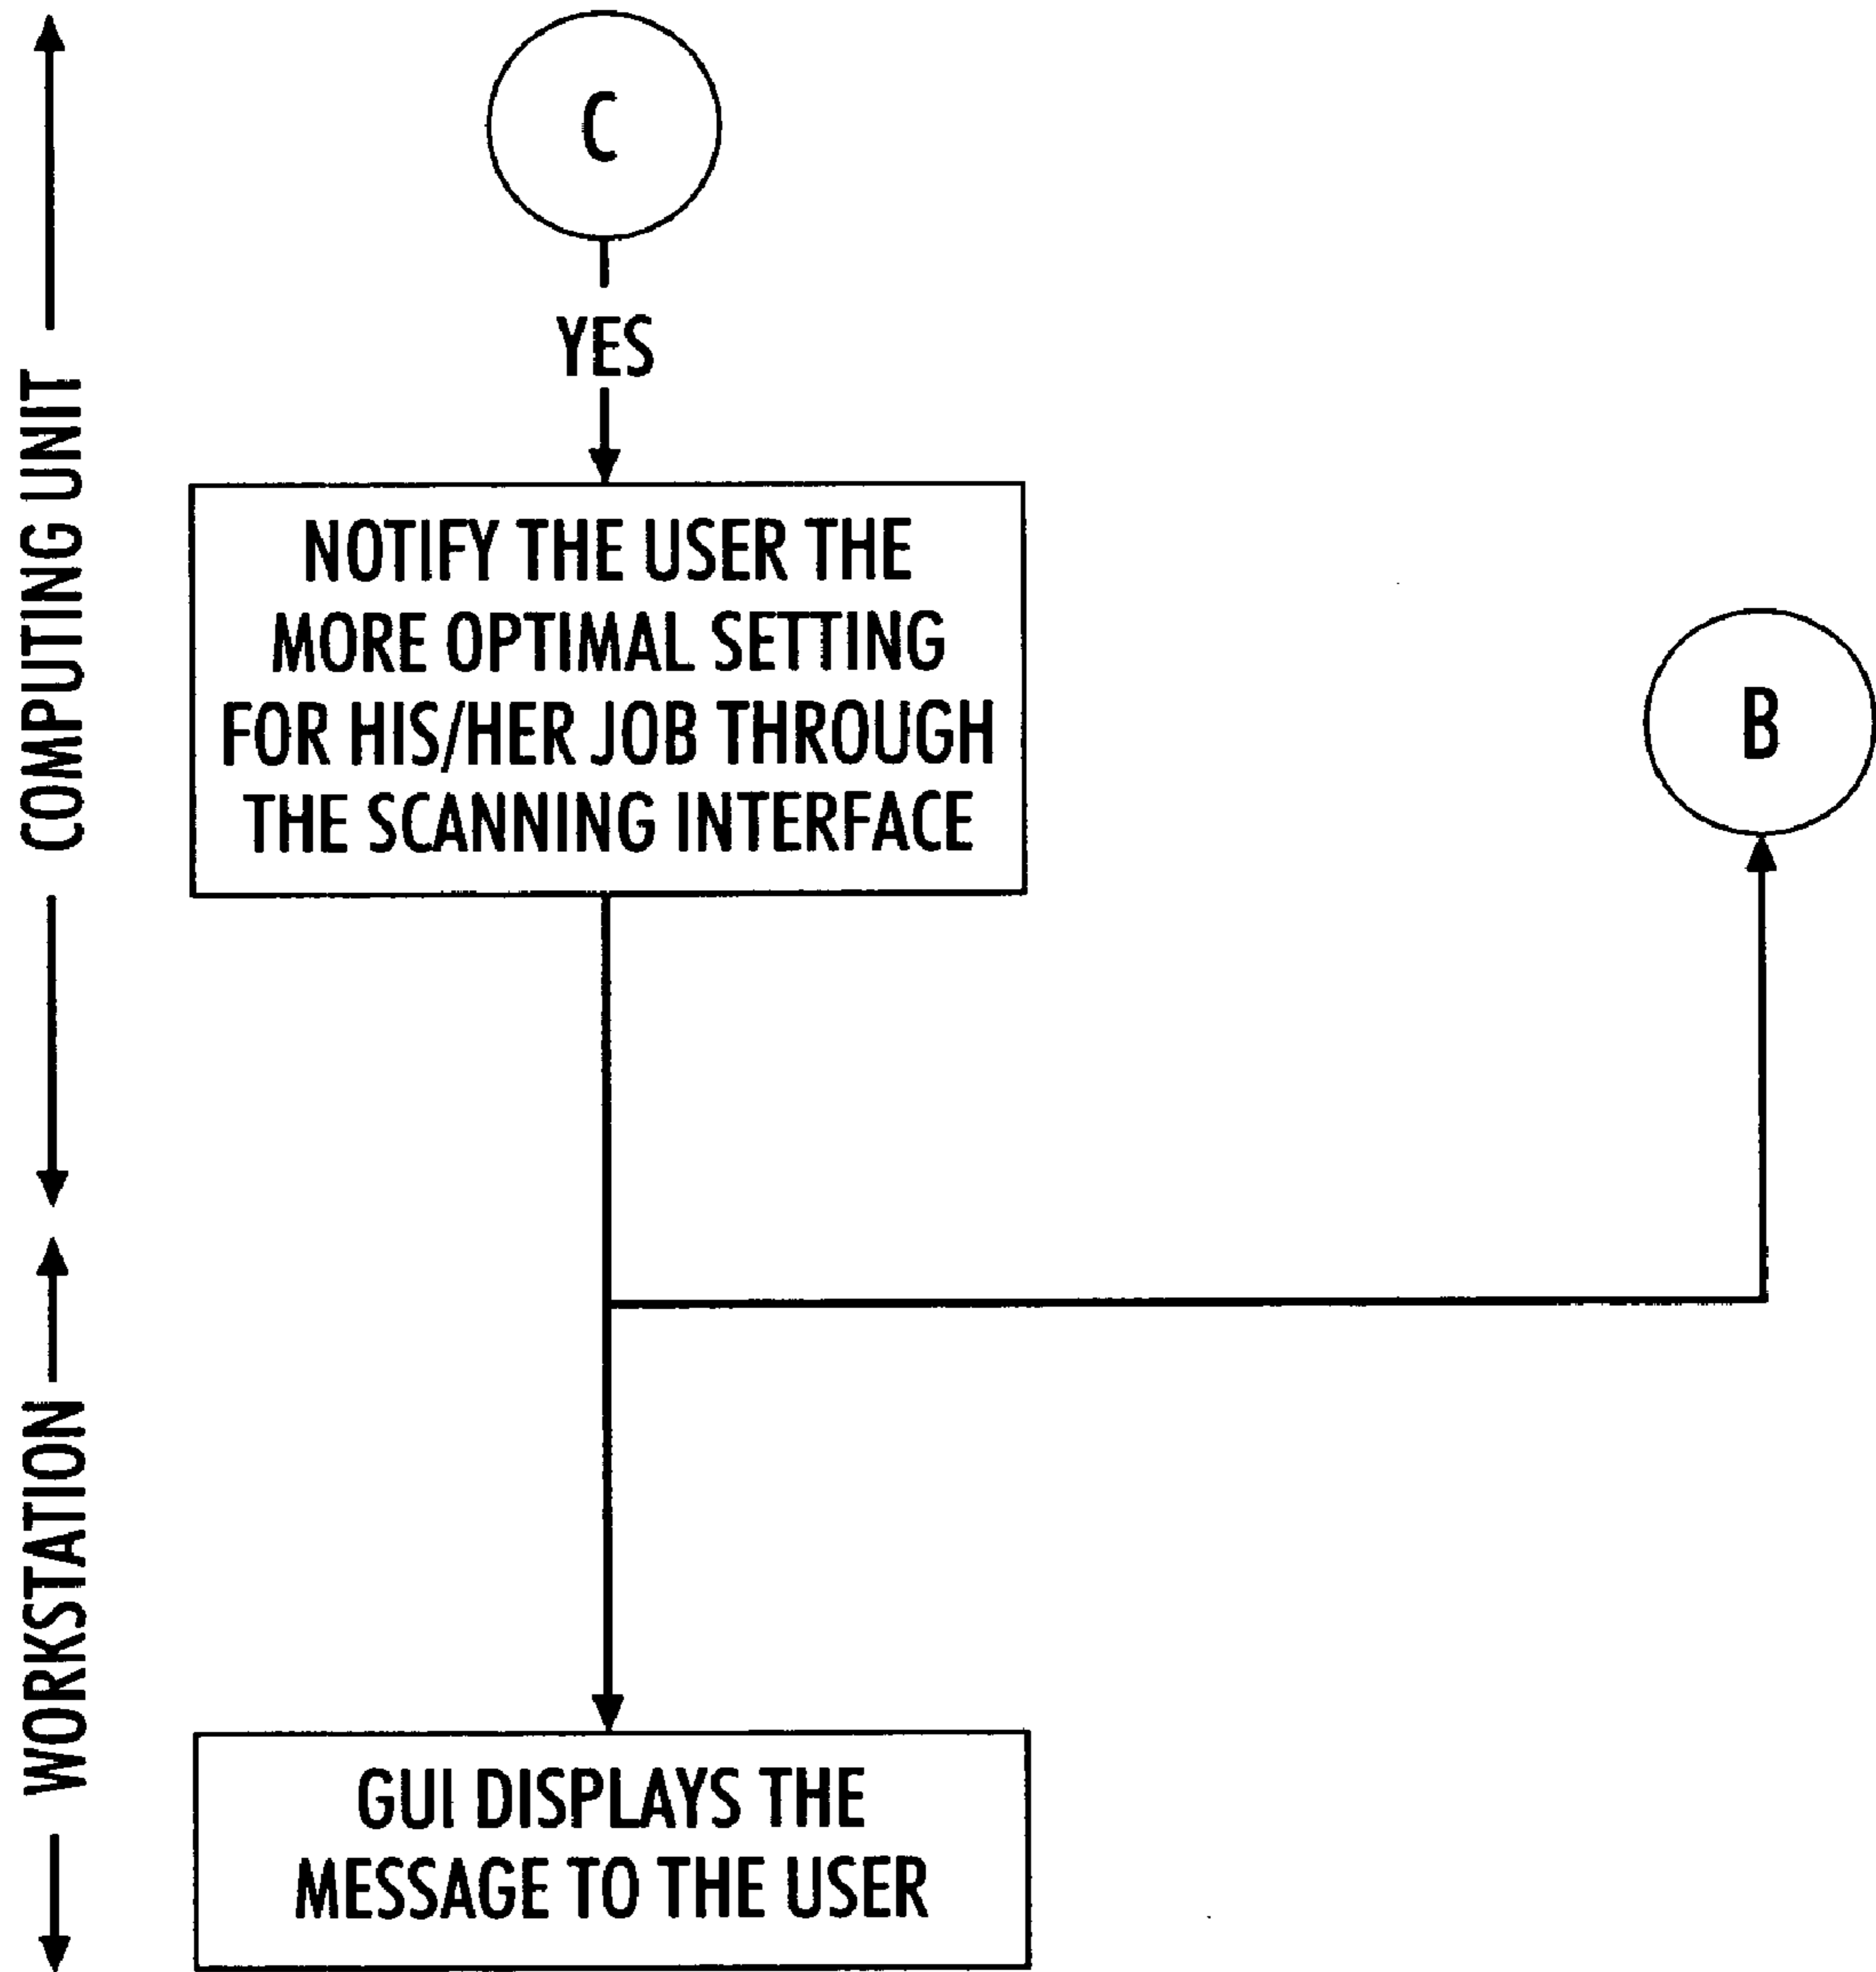 C
YES
NOTIFY THE USER THE
MORE OPTIMAL SETTING
FOR HIS/HER JOB THROUGH
THE SCANNING INTERFACE
B
GUI DISPLAYS THE
MESSAGE TO THE USER
COMPUTING UNIT
WORKSTATION